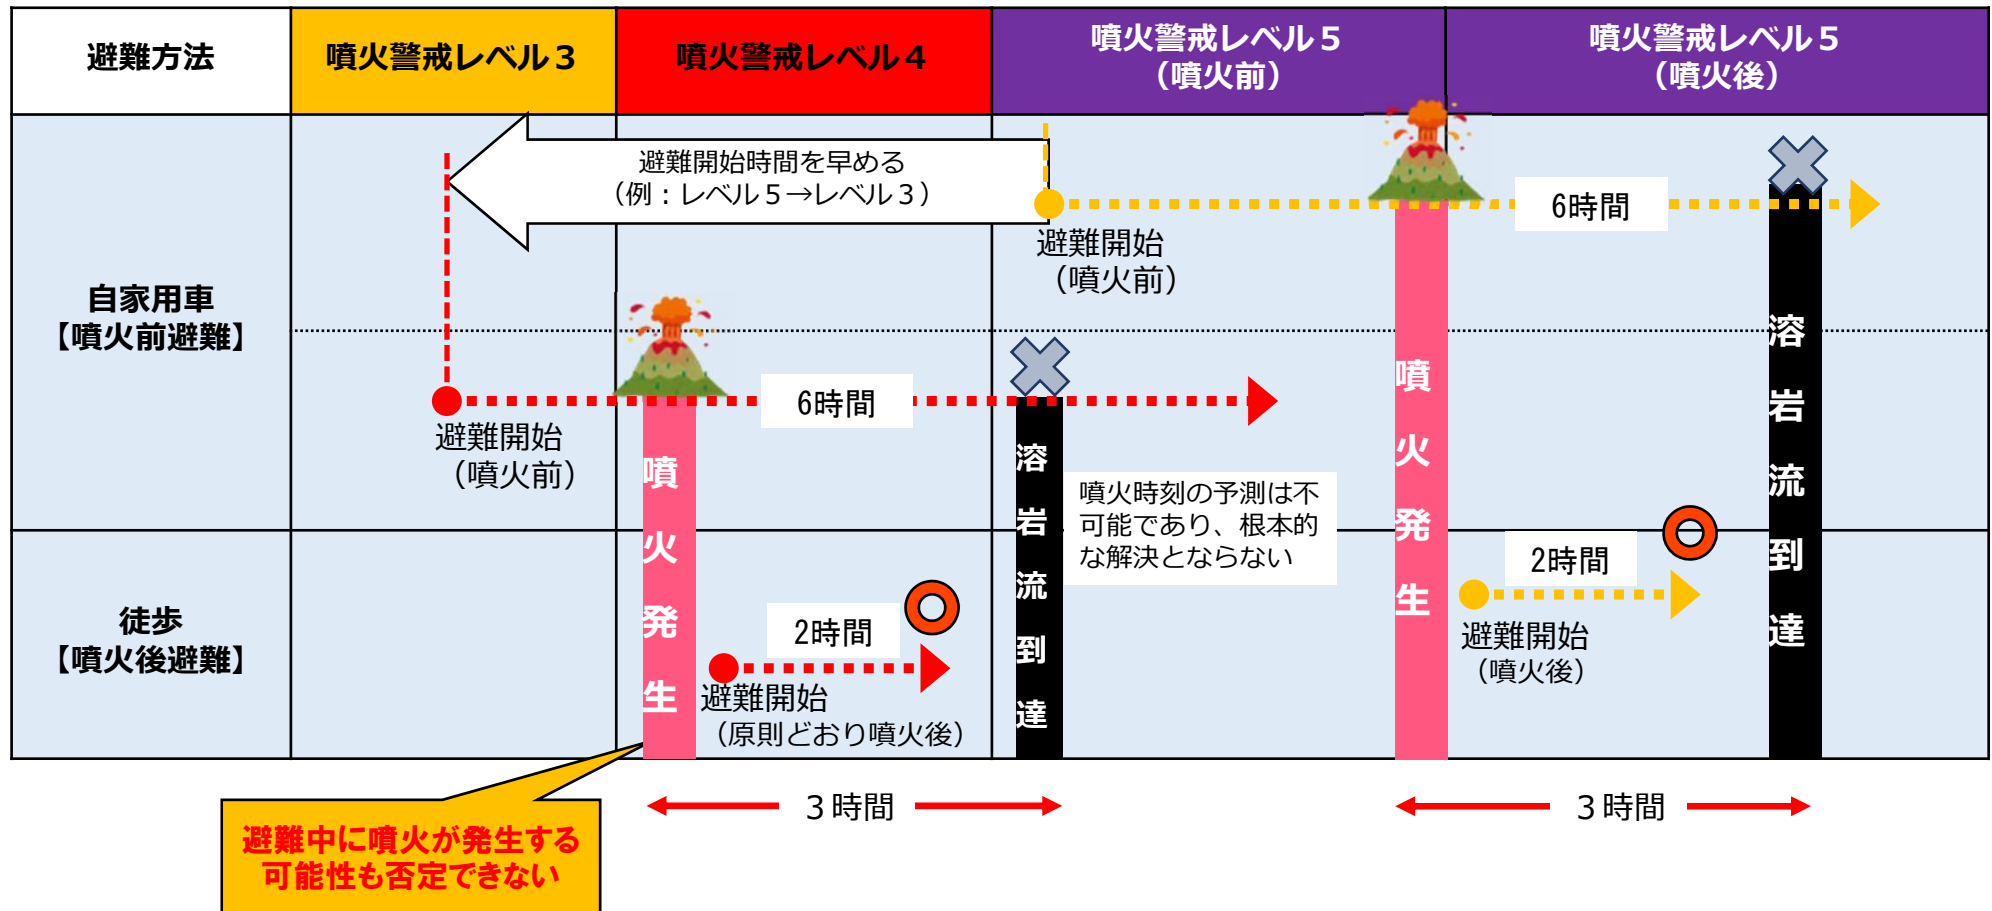 避難方法
噴火警戒レベル３
噴火警戒レベル４
噴火警戒レベル５
（噴火前）
噴火警戒レベル５
（噴火後）
自家用車
【噴火前避難】
避難開始時間を早める
（例：レベル５→レベル３）
避難開始
（噴火前）
6時間
避難開始
（噴火前）
6時間
噴火発生
溶岩流到達
噴火時刻の予測は不
可能であり、根本的
な解決とならない
噴火発生
溶岩流到達
徒歩
【噴火後避難】
2時間
避難開始
（原則どおり噴火後）
2時間
避難開始
（噴火後）
３時間
３時間
避難中に噴火が発生する
可能性も否定できない